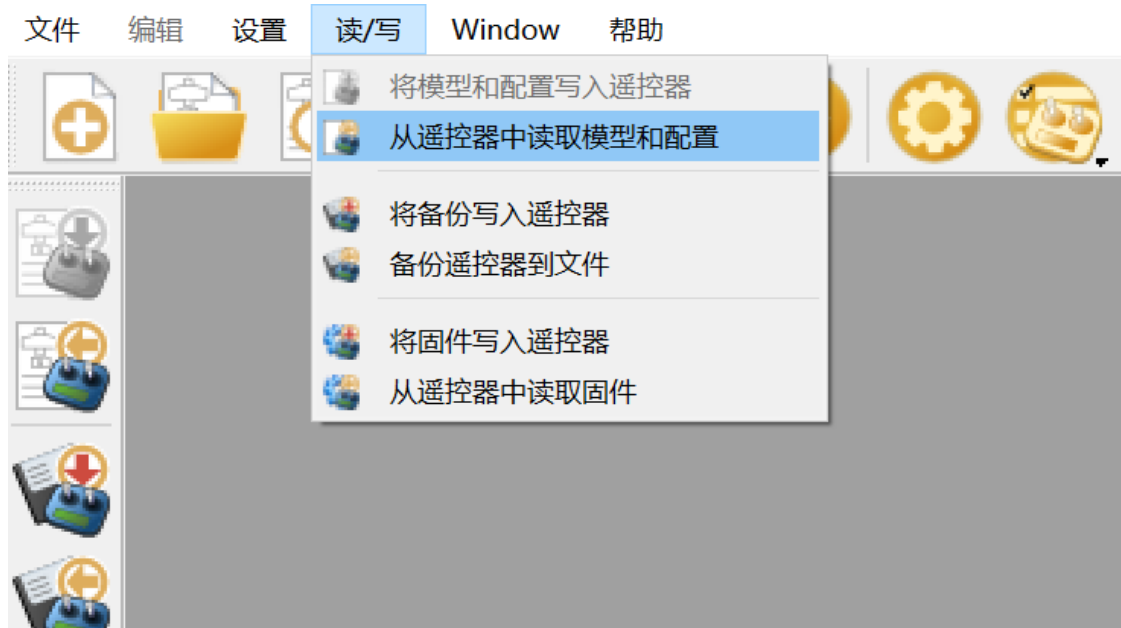 文件 编辑 设置 读/写 Window 帮助
将模型和配置写入遥控器
从遥控器中读取模型和配置
将备份写入遥控器
备份遥控器到文件
将固件写入遥控器
从遥控器中读取固件